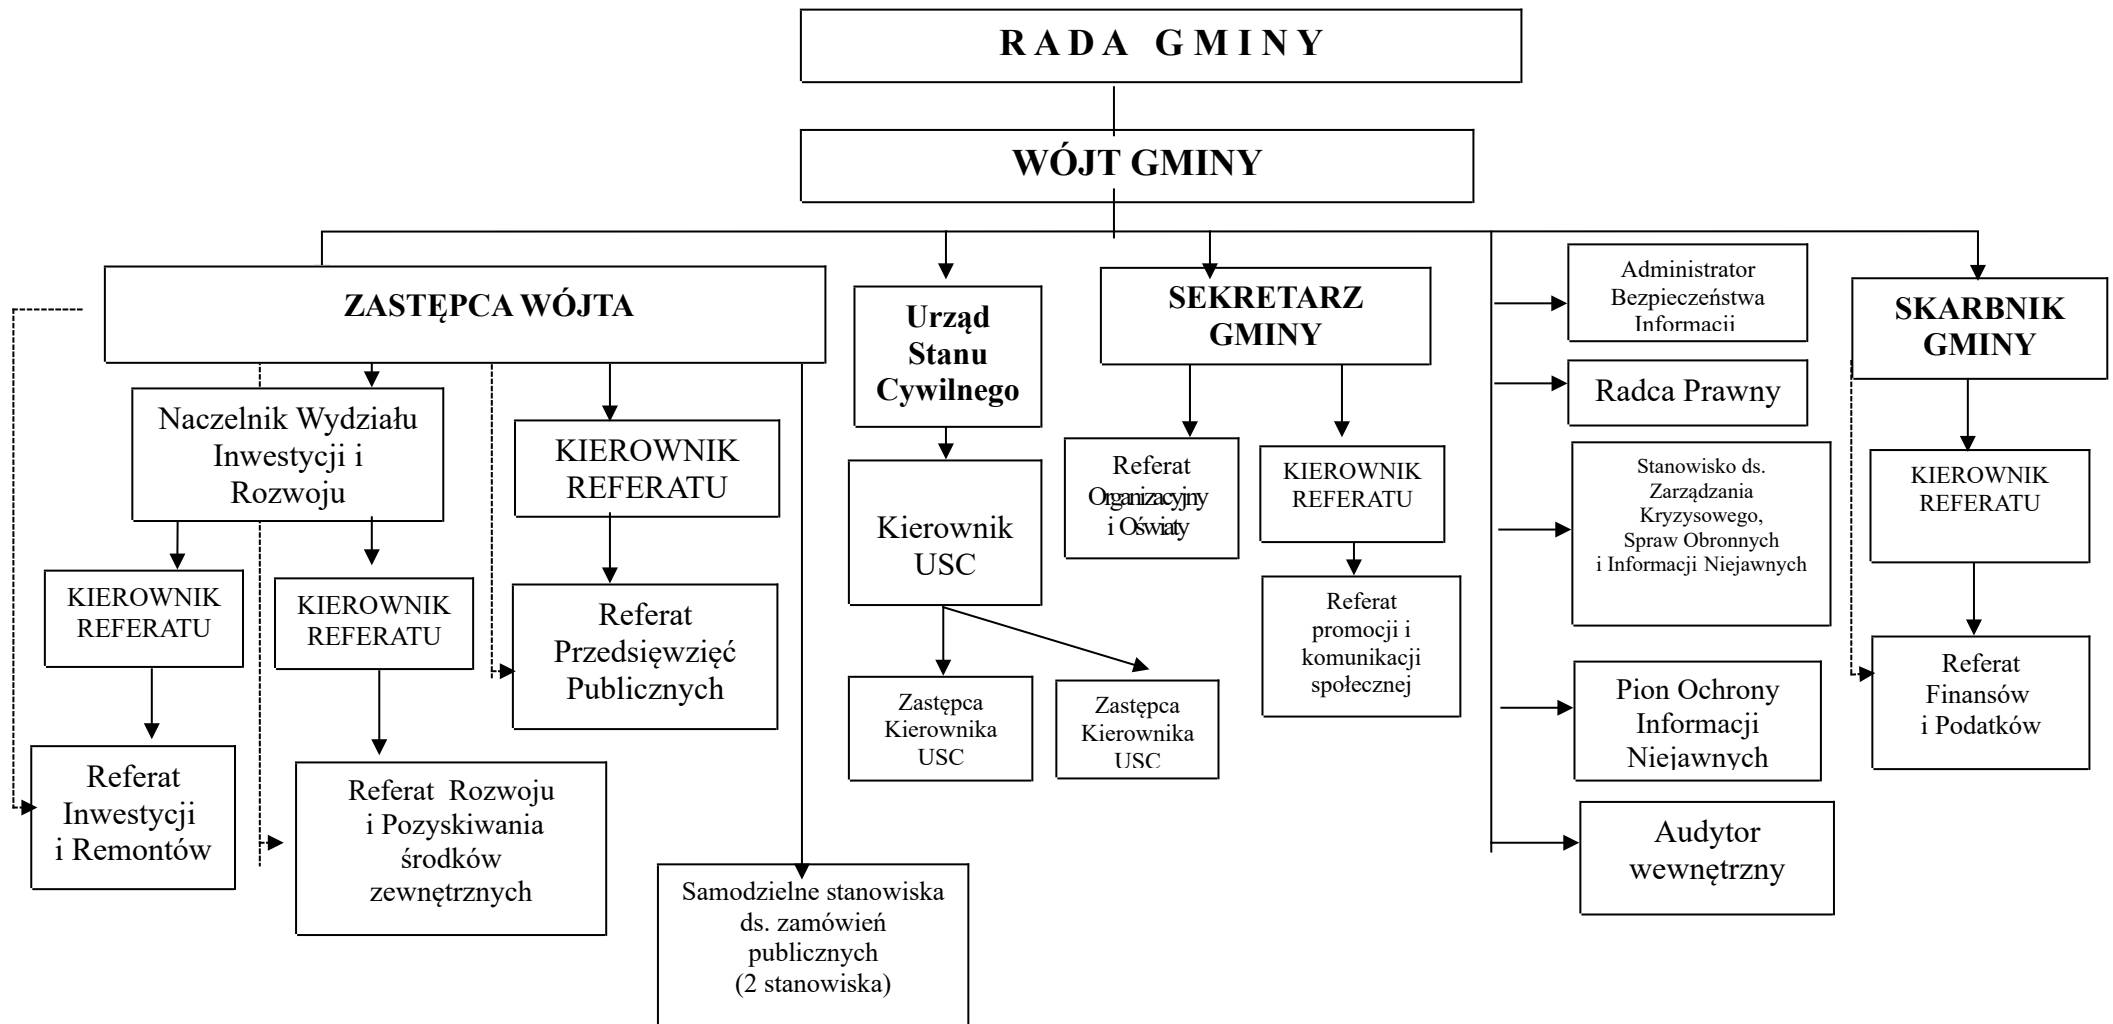 RADA GMINY
WÓJT GMINY
ZASTĘPCA WÓJTA
Urząd
Stanu
Cywilnego
SEKRETARZ
GMINY
Administrator
Bezpieczeństwa
Informacji
SKARBNIK
GMINY
Radca Prawny
Naczelnik Wydziału
Inwestycji i
Rozwoju
KIEROWNIK
REFERATU
Kierownik
USC
Referat
Organizacyjny
i Oświaty
KIEROWNIK
REFERATU
Stanowisko ds.
Zarządzania
Kryzysowego,
Spraw Obronnych
i Informacji Niejawnych
KIEROWNIK
REFERATU
KIEROWNIK
REFERATU
KIEROWNIK
REFERATU
Referat
Przedsięwzięć
Publicznych
Referat
promocji i
komunikacji
społecznej
Zastępca
Kierownika
USC
Zastępca
Kierownika
USC
Pion Ochrony
Informacji
Niejawnych
Referat
Finansów
i Podatków
Referat
Inwestycji
i Remontów
Referat Rozwoju
i Pozyskiwania
środków
zewnętrznych
Samodzielne stanowiska
ds. zamówień
publicznych
(2 stanowiska)
Audytor
wewnętrzny